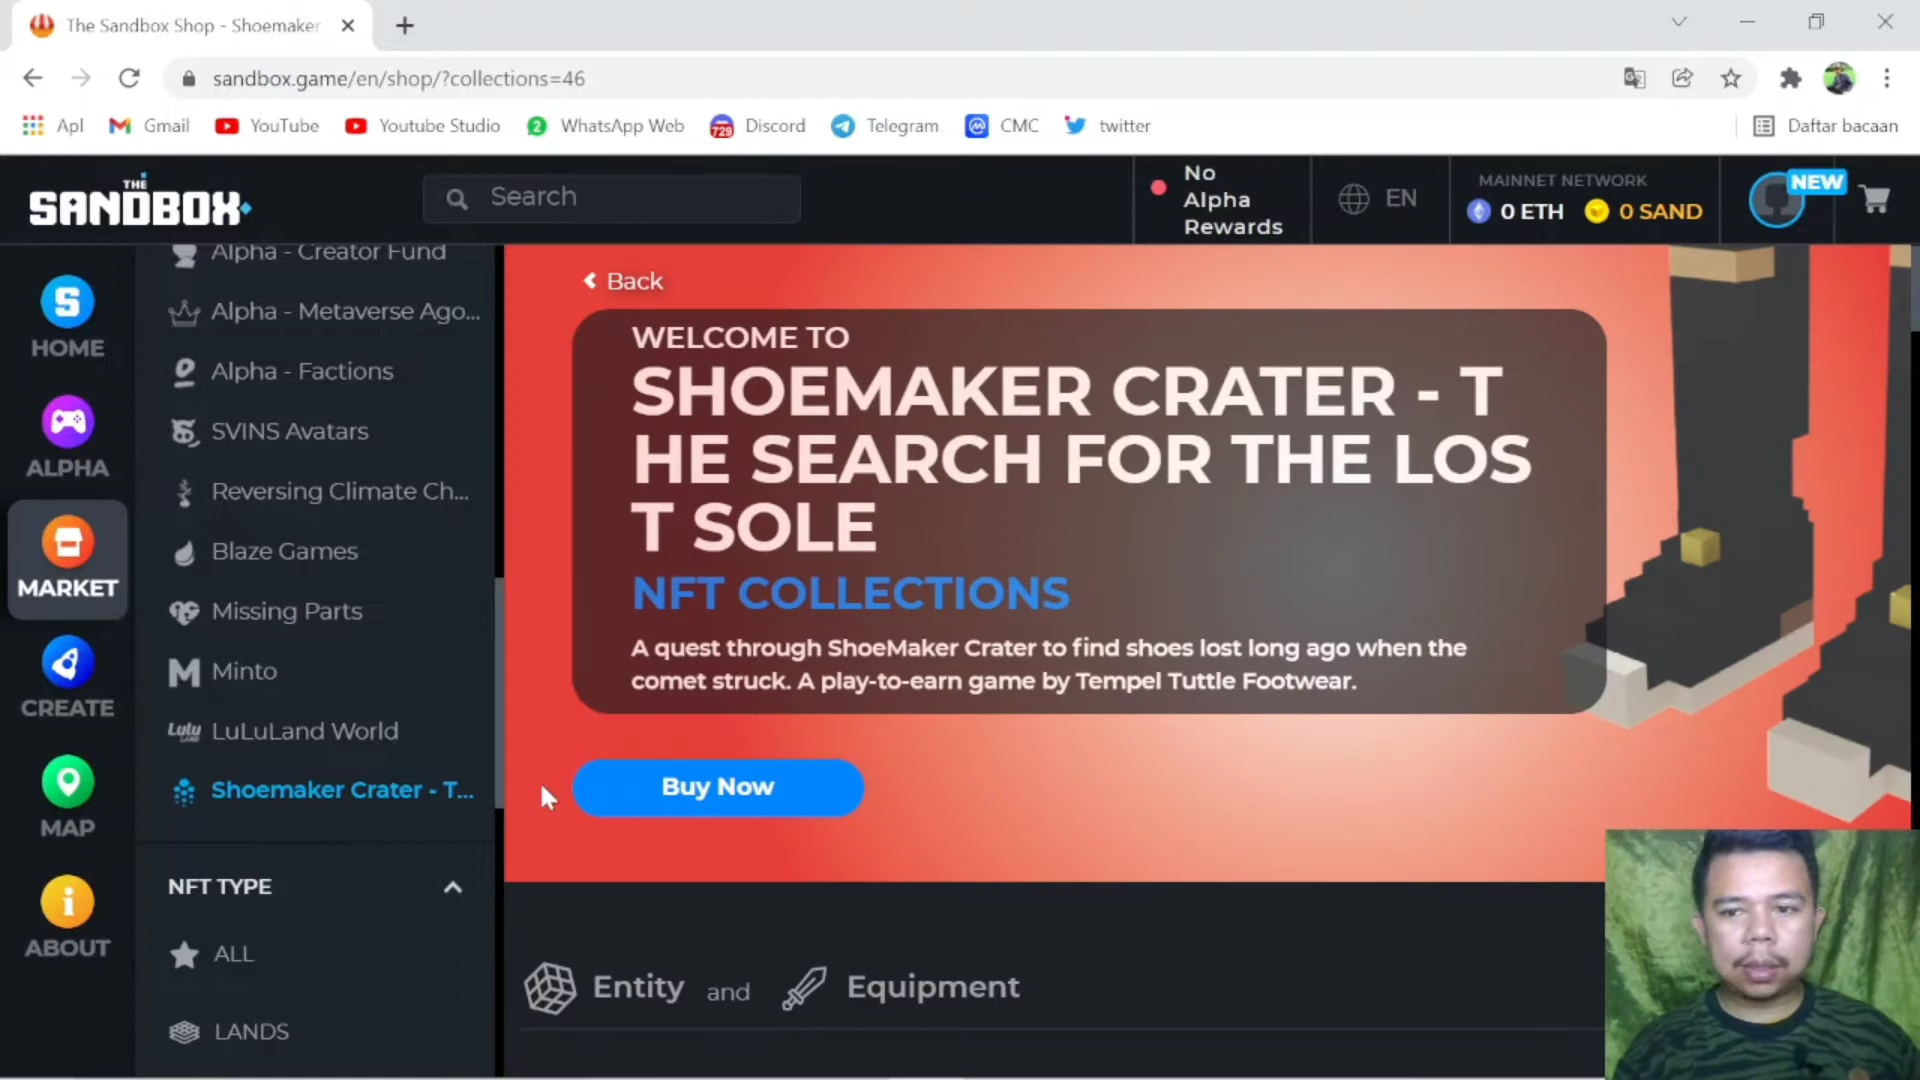 The Sandbox Shop - Shoemaker
sandbox.game/en/shop/?collections=46
Apl
Gmail
YouTube
Youtube Studio
2
WhatsApp Web
729
Discord
Telegram
CMC
twitter
Daftar bacaan
THE
SANDBOX
Search
No
Alpha
Rewards
EN
MAINNET NETWORK
0 ETH
0 SAND
NEW
HOME
ALPHA
MARKET
CREATE
MAP
ABOUT
Alpha - Creator Fund
Alpha - Metaverse Ago...
Alpha - Factions
SVINS Avatars
Reversing Climate Ch...
Blaze Games
Missing Parts
Minto
Lulu
LuLuLand World
Shoemaker Crater - T...
NFT TYPE
ALL
LANDS
Back
WELCOME TO
SHOEMAKER CRATER - T
HE SEARCH FOR THE LOS
T SOLE
NFT COLLECTIONS
A quest through ShoeMaker Crater to find shoes lost long ago when the
comet struck. A play-to-earn game by Tempel Tuttle Footwear.
Buy Now
Entity and Equipment